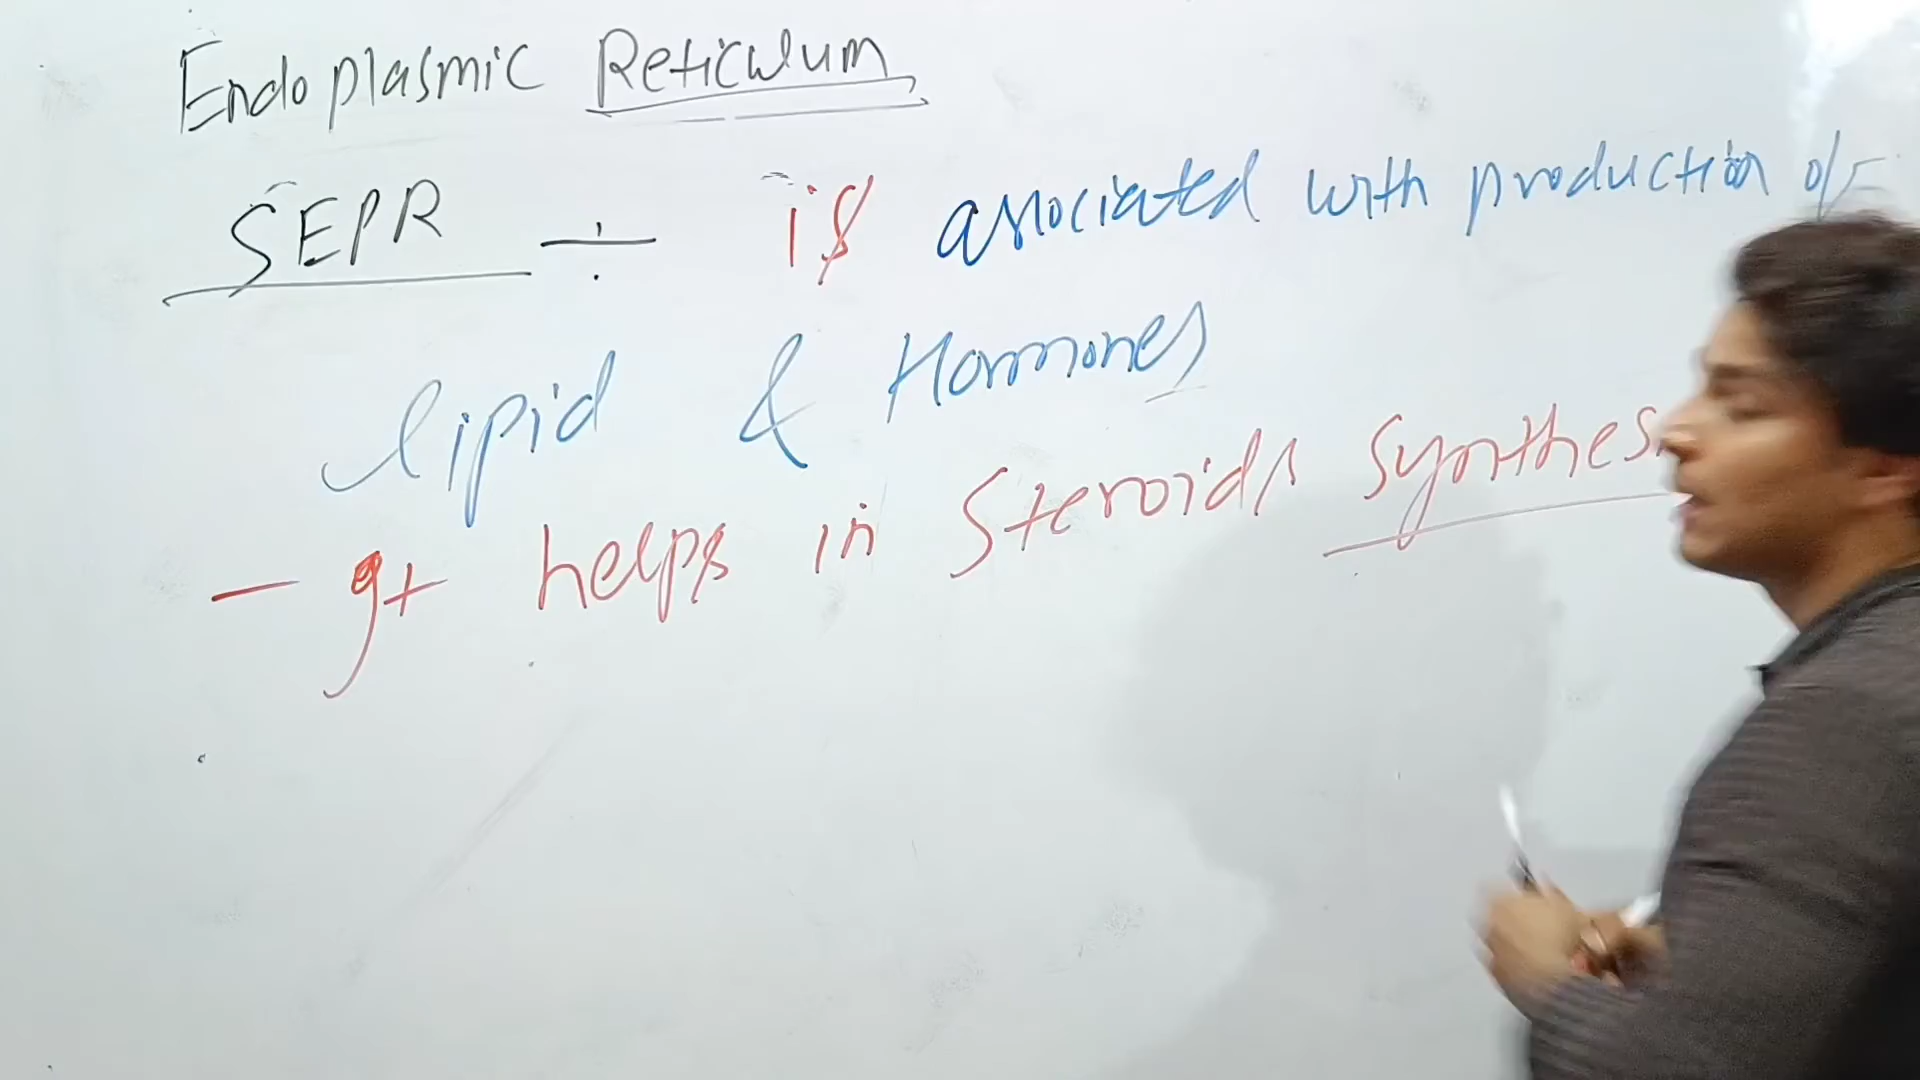 Endoplasmic Reticulum
SEPR ÷ is associated with production of
lipid & Hormones
- It helps in Steroids Synthes